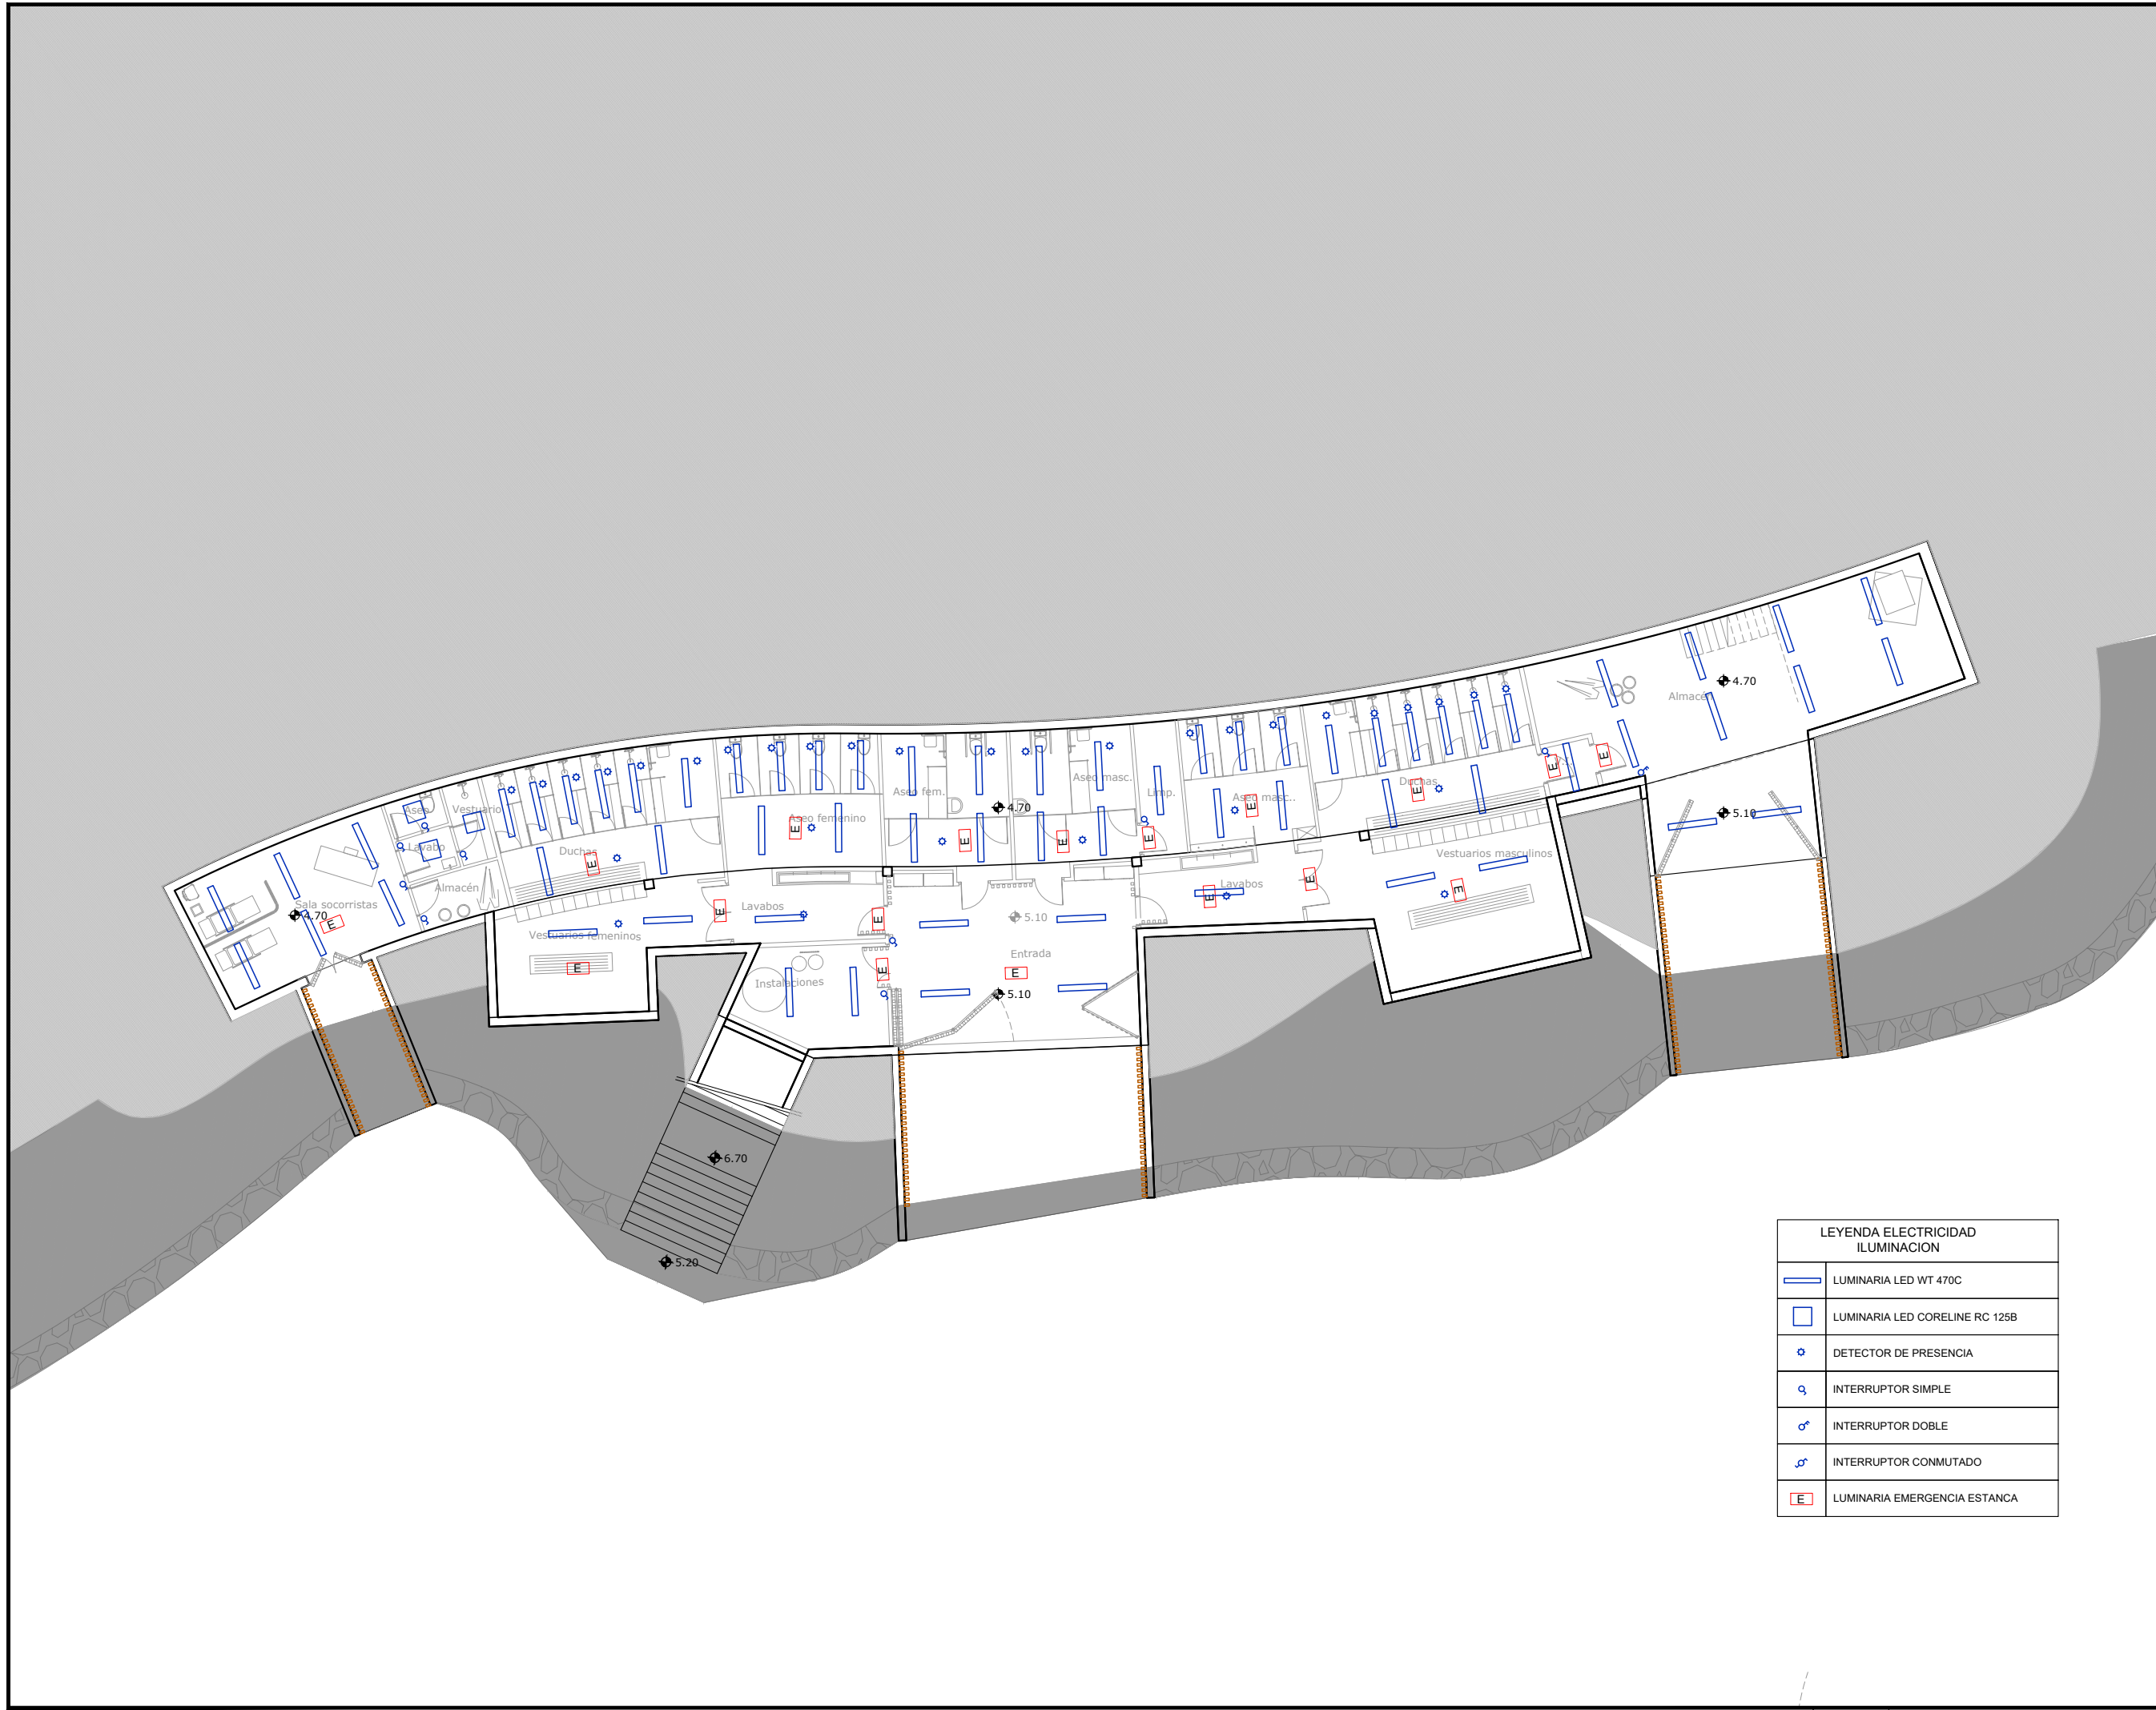 4.70
Almacén
Aseo
Vestuario
Lavabo
Duchas
Almacén
Sala socorristas
4.70
E
E
Aseo femenino
E
Aseo fem.
4.70
E
Aseo masc.
E
Limp.
E
Aseo masc..
E
Duchas
E
E
E
5.10
Vestuarios femeninos
E
E
Lavabos
E
Instalaciones
E
5.10
Entrada
E
5.10
Lavabos
E
E
Vestuarios masculinos
E
6.70
5.20
LEYENDA ELECTRICIDAD
ILUMINACION
LUMINARIA LED WT 470C
LUMINARIA LED CORELINE RC 125B
DETECTOR DE PRESENCIA
INTERRUPTOR SIMPLE
INTERRUPTOR DOBLE
INTERRUPTOR CONMUTADO
E LUMINARIA EMERGENCIA ESTANCA